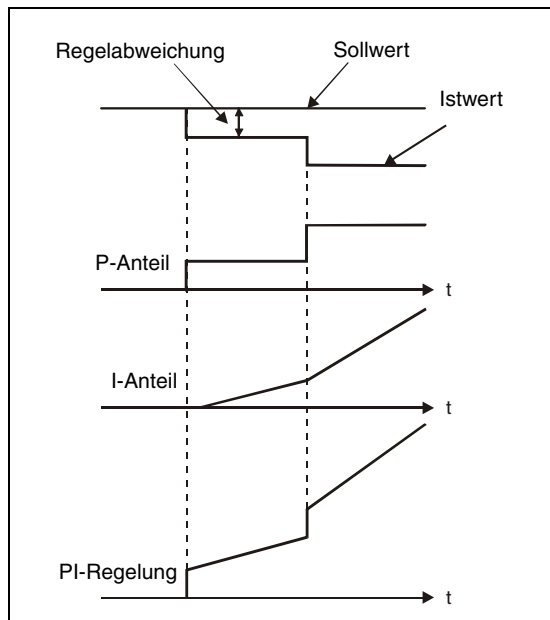 Regelabweichung
Sollwert
Istwert
P-Anteil
t
I-Anteil
t
PI-Regelung
t